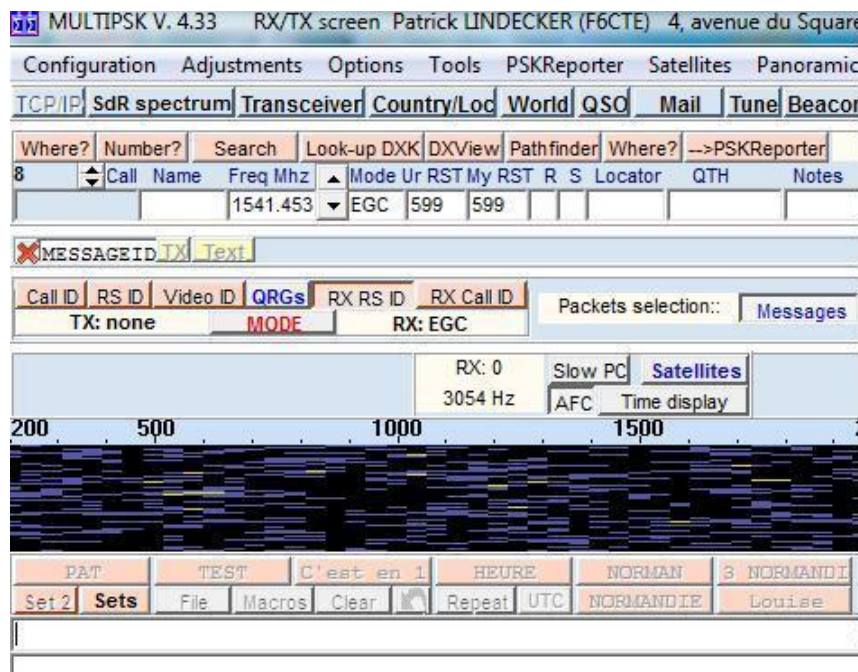 MULTIPSK V. 4.33 RX/TX screen Patrick LINDECKER (F6CTE) 4, avenue du Square
Configuration Adjustments Options Tools PSKReporter Satellites Panoramic
TCP/IP SdR spectrum Transceiver Country/Loc World QSO Mail Tune Beacon
Where? Number? Search Look-up DXK DXView Pathfinder Where? -->PSKReporter
8 Call Name Freq Mhz Mode Ur RST My RST R S Locator QTH Notes
1541.453 EGC 599 599
MESSAGEID TX Text
Call ID RS ID Video ID QRGs RX RS ID RX Call ID Packets selection:: Messages
TX: none MODE RX: EGC
RX: 0 Slow PC Satellites
3054 Hz AFC Time display
200 500 1000 1500
PAT TEST C'est en 1 HEURE NORMAN 3 NORMANDI
Set 2 Sets File Macros Clear Repeat UTC NORMANDIE Louise